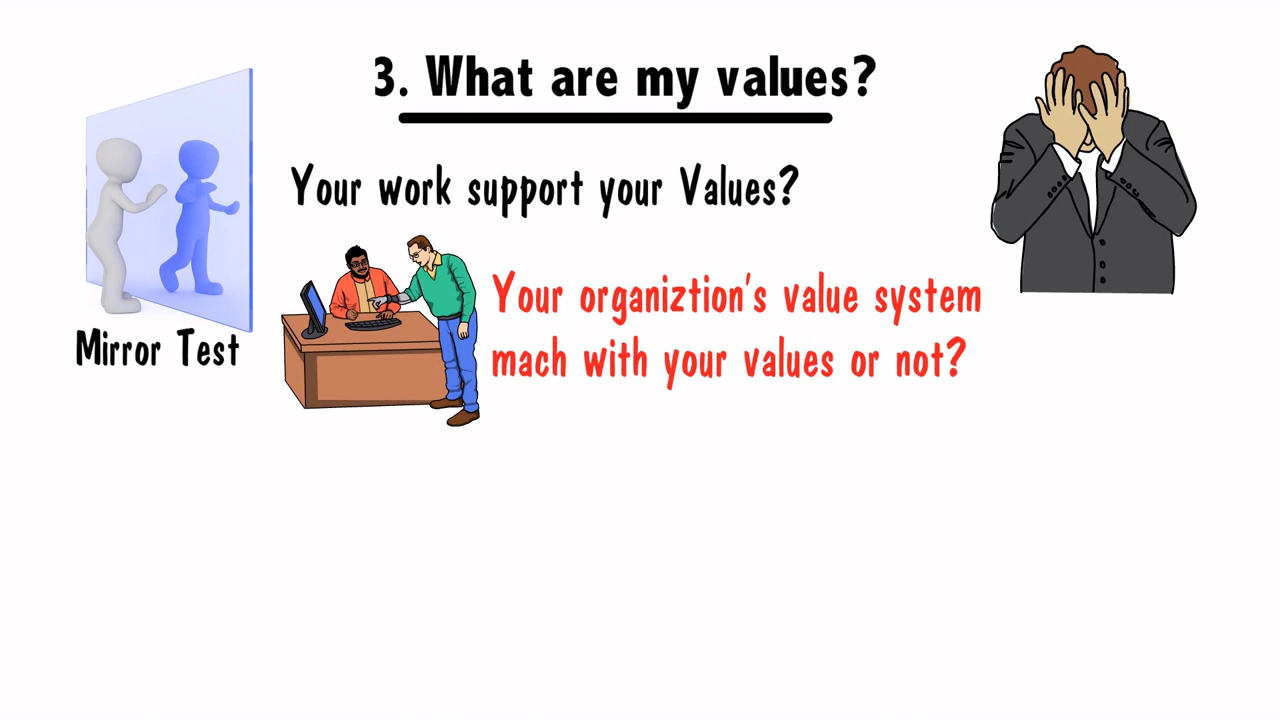 3. What are my values?
Your work support your Values?
Your organiztion's value system
mach with your values or not?
Mirror Test